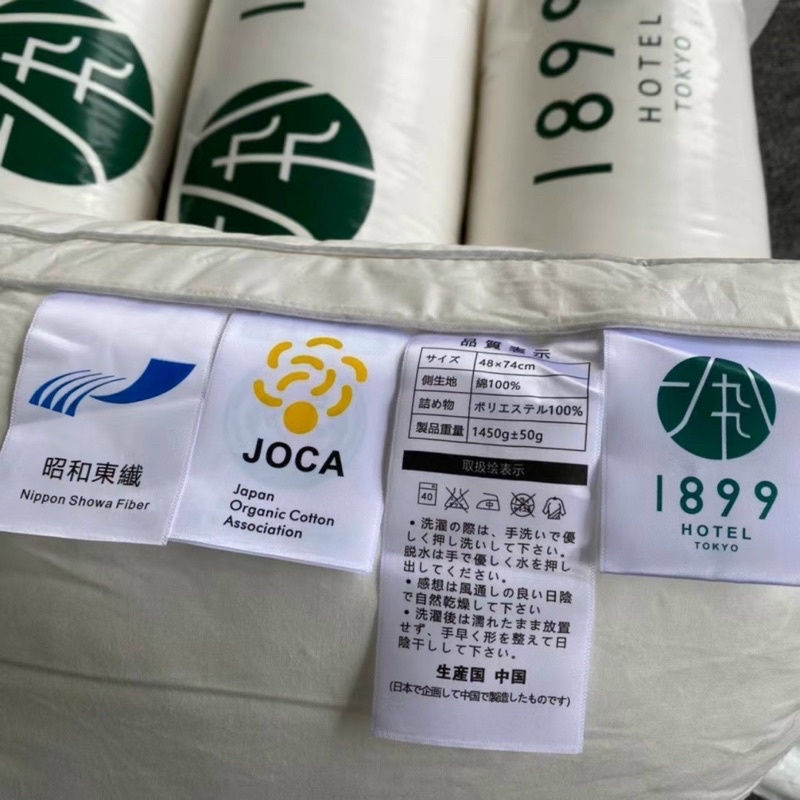 1899
HOTEL
TOKYO
昭和東纖
Nippon Showa Fiber
JOCA
Japan
Organic Cotton
Association
品質表示
サイズ 48×74cm
側生地 綿100%
詰め物 ポリエステル100%
製品重量 1450g±50g
取扱絵表示
40 中
• 洗濯の際は、手洗いで優
しく押し洗いして下さい。
脱水は手で優しく水を押し
出してください。
• 感想は風通しの良い日陰
で自然乾燥して下さい
• 洗濯後は濡れたまま放置
せず、手早く形を整えて日
陰干しして下さい。
生産国 中国
(日本で企画して中国で製造したものです)
1899
HOTEL
TOKYO